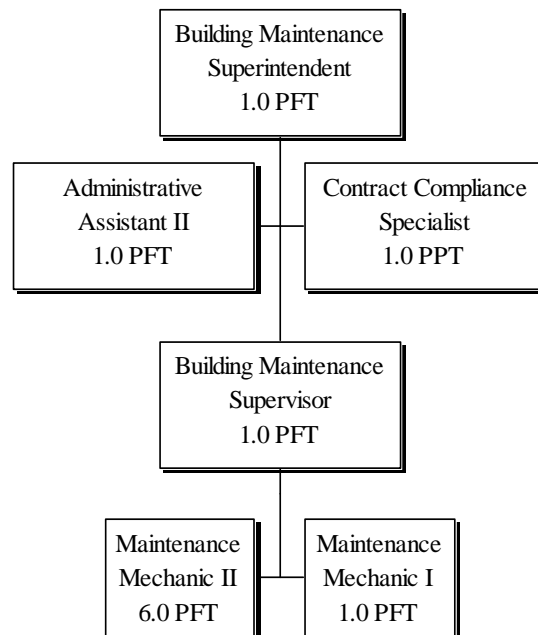 Building Maintenance
Superintendent
1.0 PFT
Administrative
Assistant II
1.0 PFT
Contract Compliance
Specialist
1.0 PPT
Building Maintenance
Supervisor
1.0 PFT
Maintenance
Mechanic II
6.0 PFT
Maintenance
Mechanic I
1.0 PFT